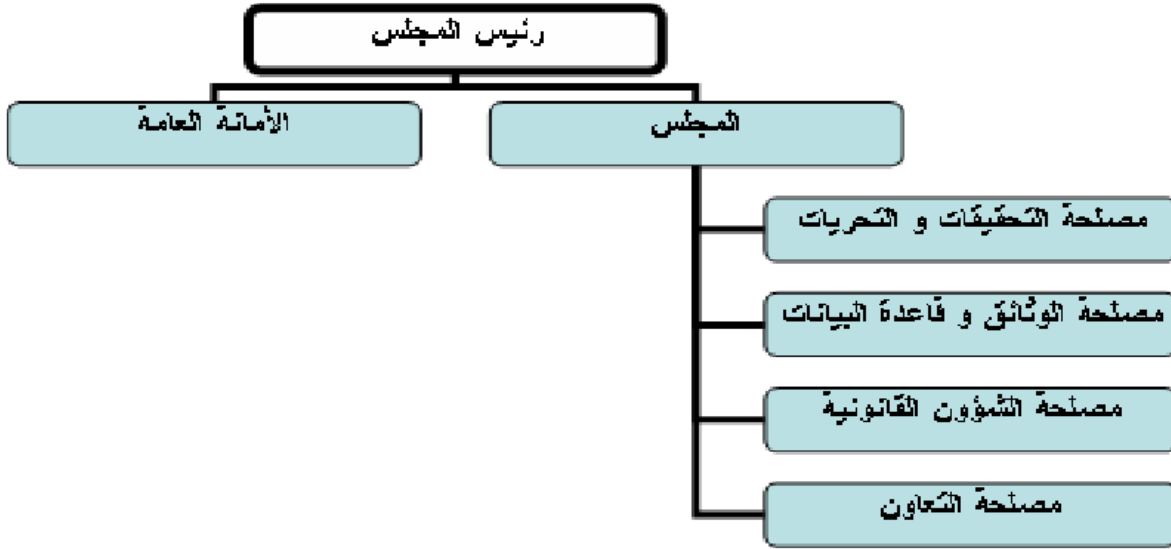 رئيس المجلس
المجلس
الأمانة العامة
مصلحة التحقيقات و التحريات
مصلحة الوثائق و قاعدة البيانات
مصلحة الشؤون القانونية
مصلحة التعاون